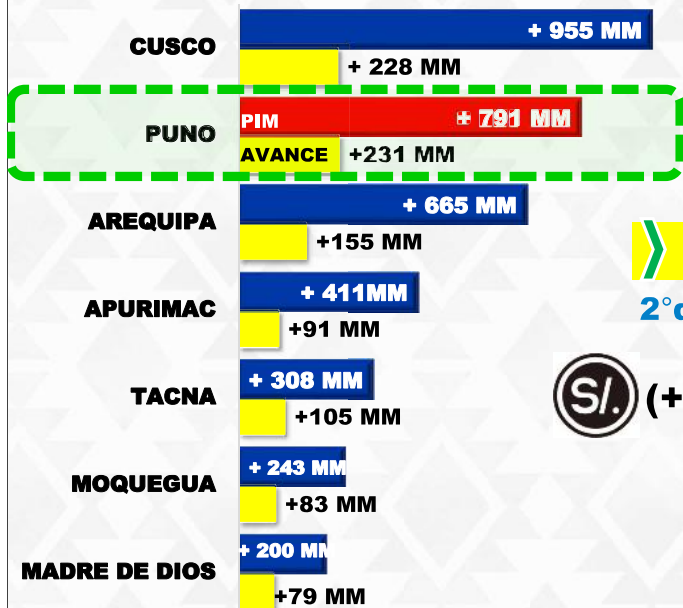 CUSCO
+ 955 MM
+ 228 MM
PUNO
PIM + 791 MM
AVANCE +231 MM
AREQUIPA
+ 665 MM
+155 MM
APURIMAC
+ 411MM
+91 MM
2°
TACNA
+ 308 MM
+105 MM
S/. (+
MOQUEGUA
+ 243 MM
+83 MM
MADRE DE DIOS
+ 200 MM
+79 MM